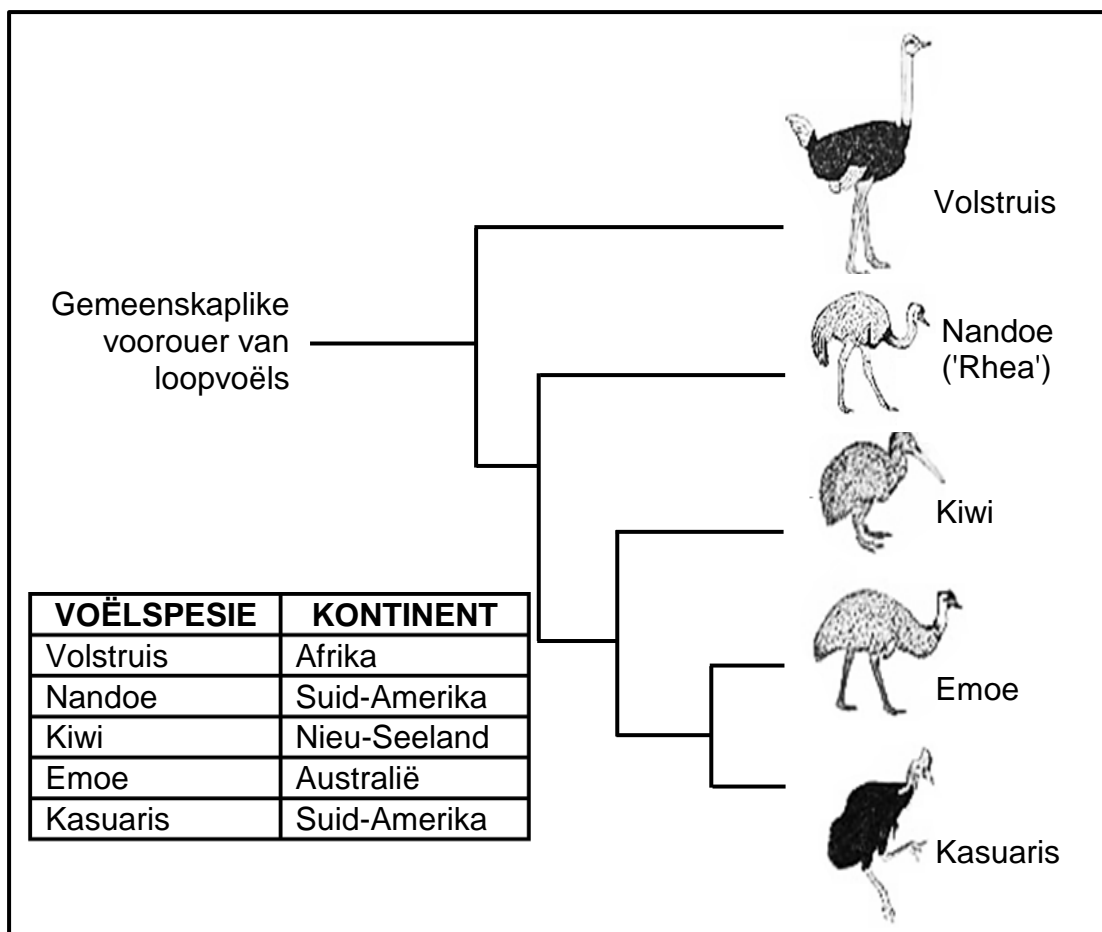 Volstruis
Gemeenskaplike
voorouer van
loopvoëls
Nandoe
('Rhea')
Kiwi
VOËLSPESIE KONTINENT
Volstruis Afrika
Nandoe Suid-Amerika
Kiwi Nieu-Seeland
Emoe Australië
Kasuaris Suid-Amerika
Emoe
Kasuaris